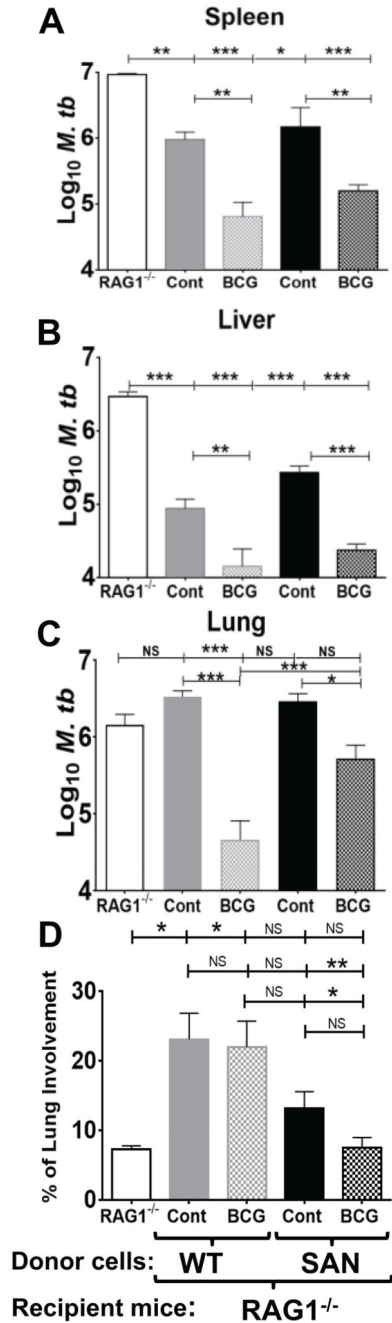 A Spleen
** *** * ***
** **
Log₁₀ M. tb
7
6
5
4
RAG1⁻/⁻ Cont BCG Cont BCG
B Liver
*** *** *** ***
** ***
Log₁₀ M. tb
7
6
5
4
RAG1⁻/⁻ Cont BCG Cont BCG
C Lung
NS *** NS NS
***
*** *
Log₁₀ M. tb
7
6
5
4
RAG1⁻/⁻ Cont BCG Cont BCG
D
* * NS NS
NS NS **
NS *
NS
% of Lung Involvement
30
20
10
0
RAG1⁻/⁻ Cont BCG Cont BCG
Donor cells: WT SAN
Recipient mice: RAG1⁻/⁻